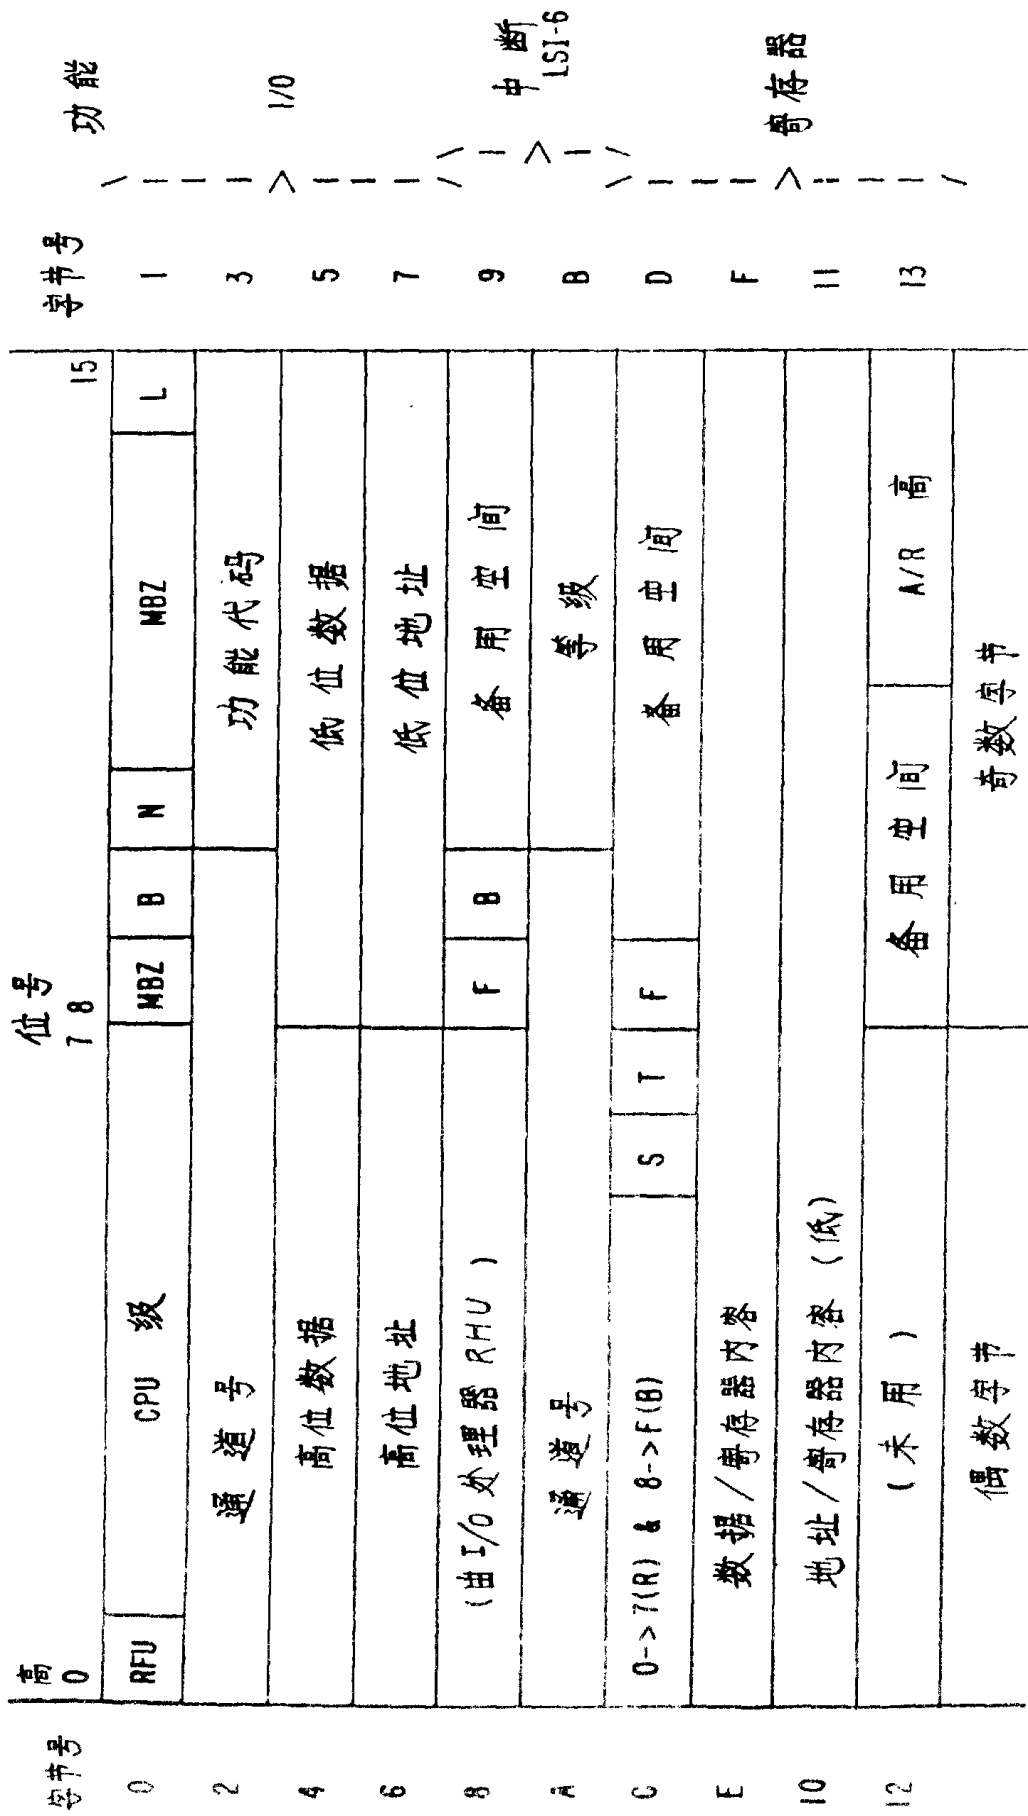 位号
字节号 高 0 7 8 15 字节号 功能
0 RFU CPU 级 MBZ B N MBZ L 1
2 通道号 功能代码 3
4 高位数据 低位数据 5 I/O
6 高位地址 低位地址 7
8 (由I/O处理器RHU) F B 备用空间 9
中断
LSI-6
A 通道号 等级 B
C 0->7(R) & 8->F(B) S T F 备用空间 D
E 数据/寄存器内容 F
寄存器
10 地址/寄存器内容(低) 11
12 (未用) 备用空间 A/R 高 13
偶数字节 奇数字节